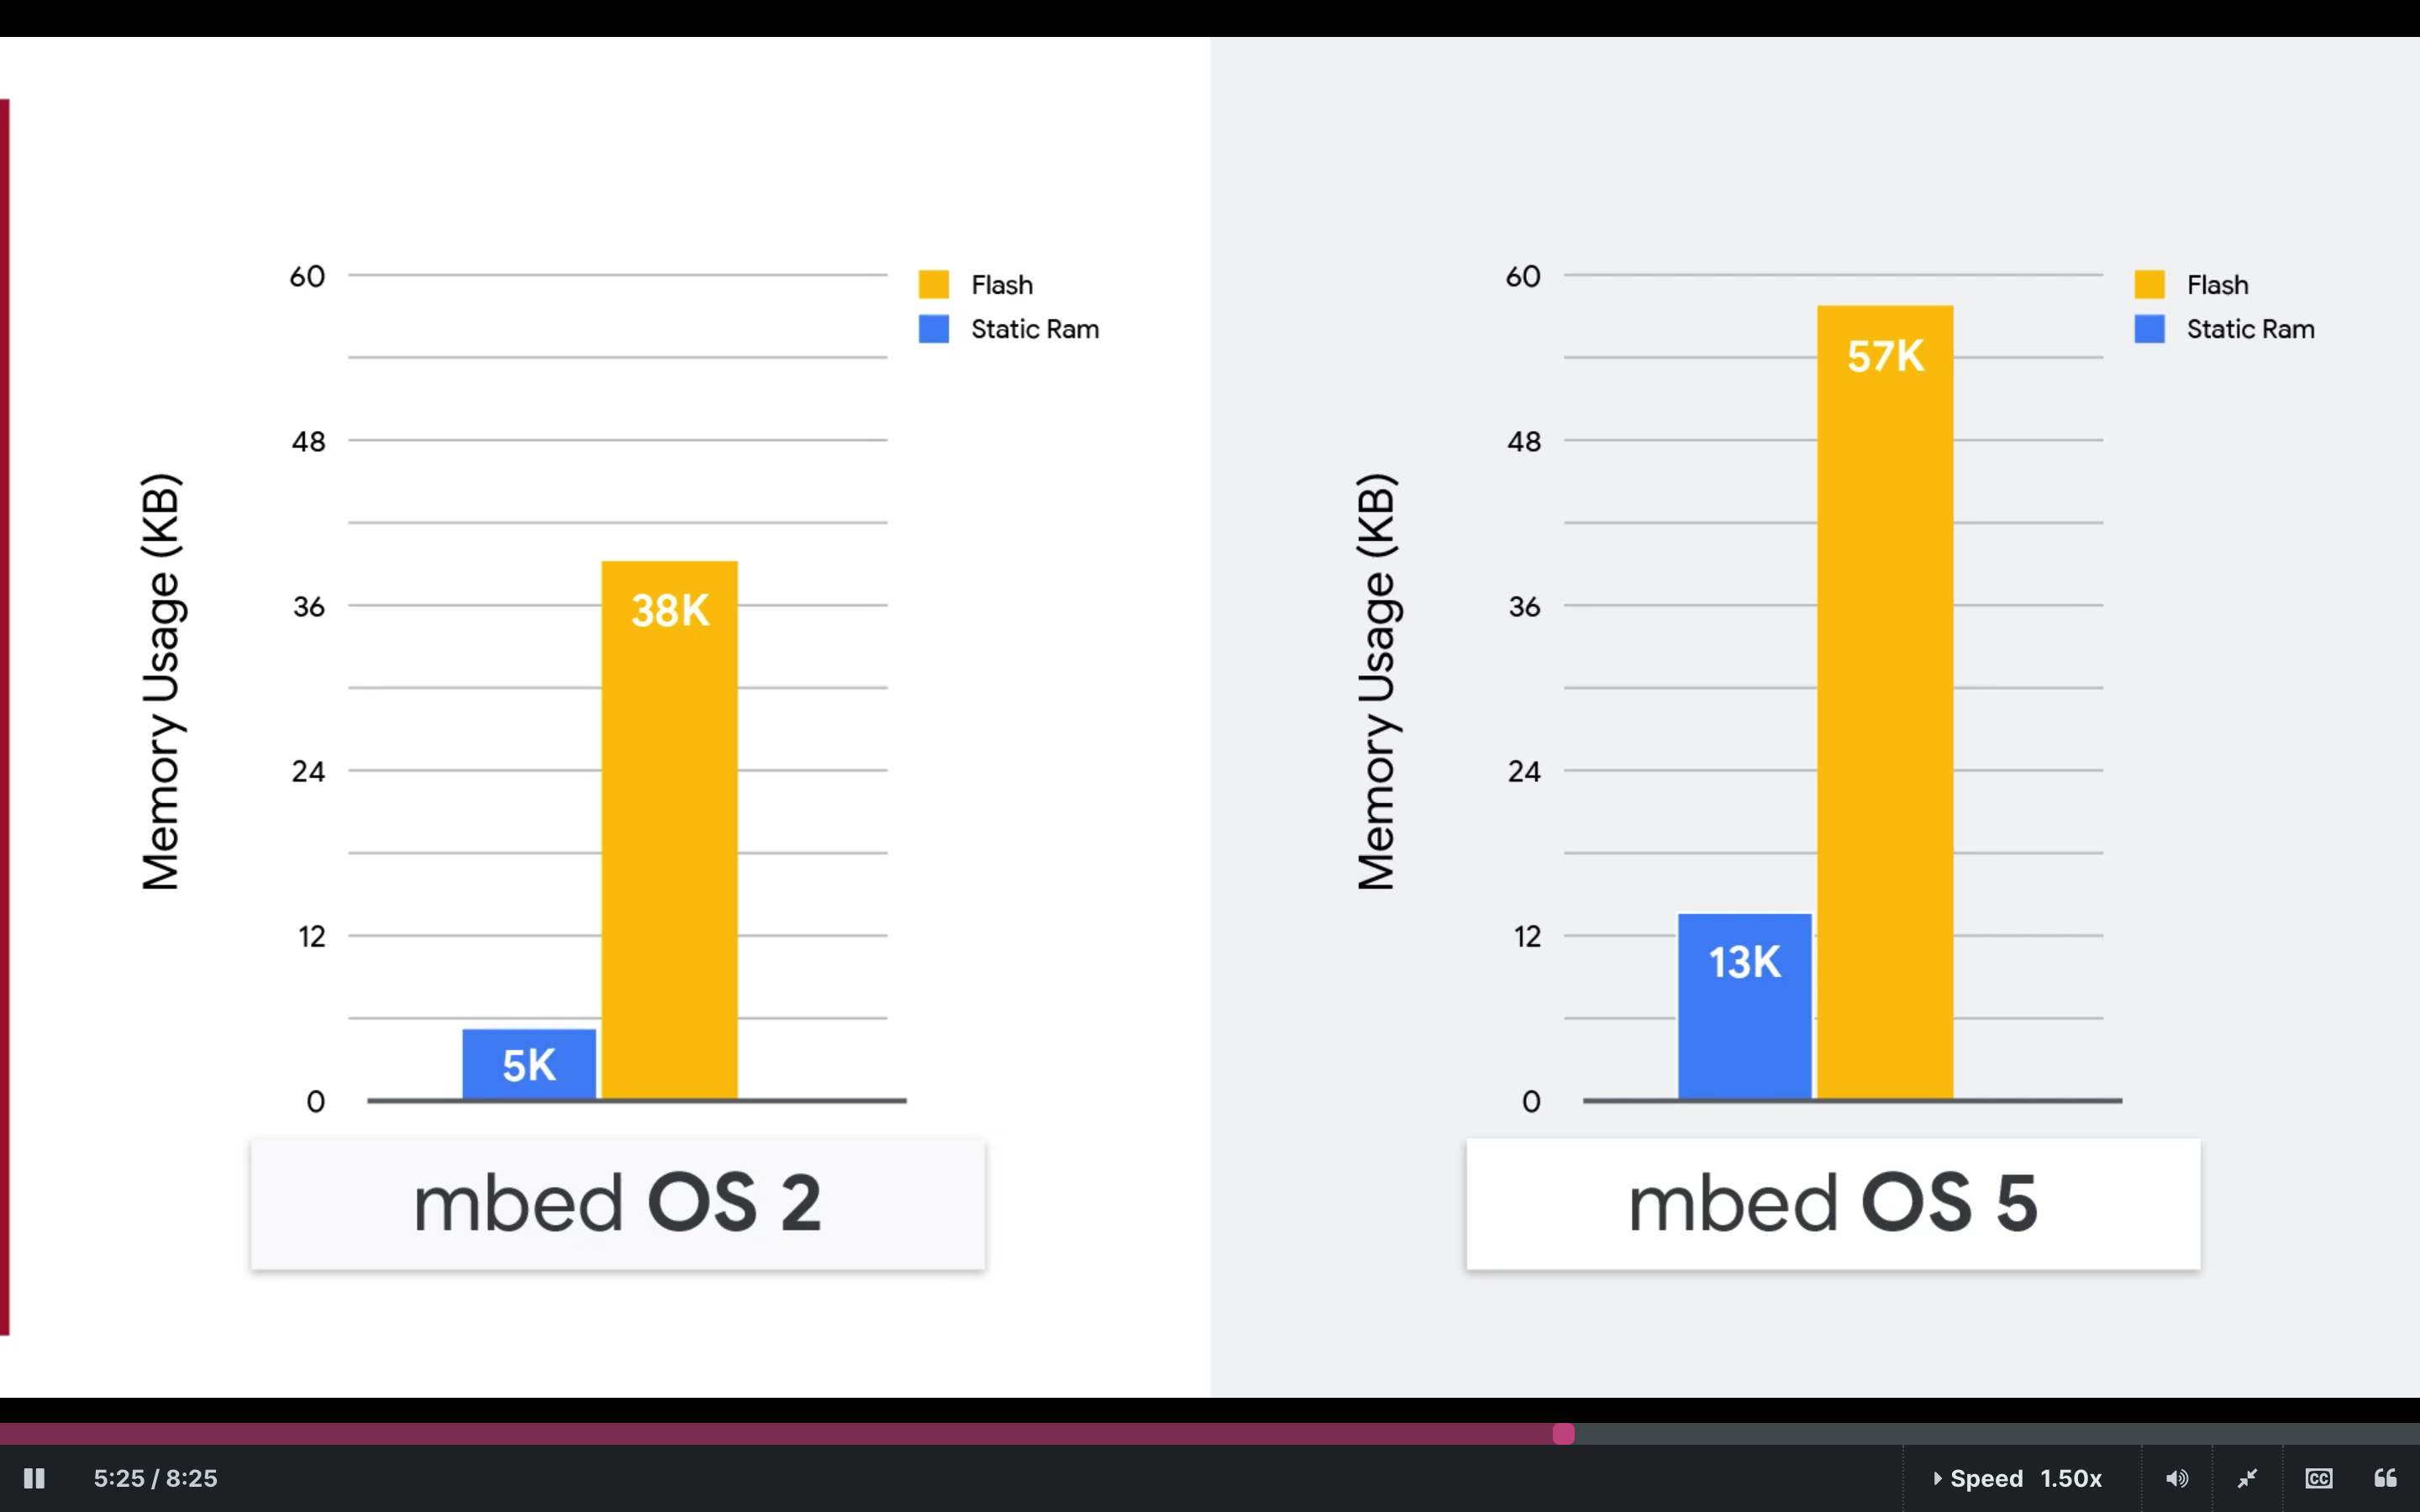 Memory Usage (KB)
60
48
36
24
12
0
Flash
Static Ram
38K
5K
mbed OS 2
Memory Usage (KB)
60
48
36
24
12
0
Flash
Static Ram
57K
13K
mbed OS 5
5:25 / 8:25
Speed 1.50x
CC